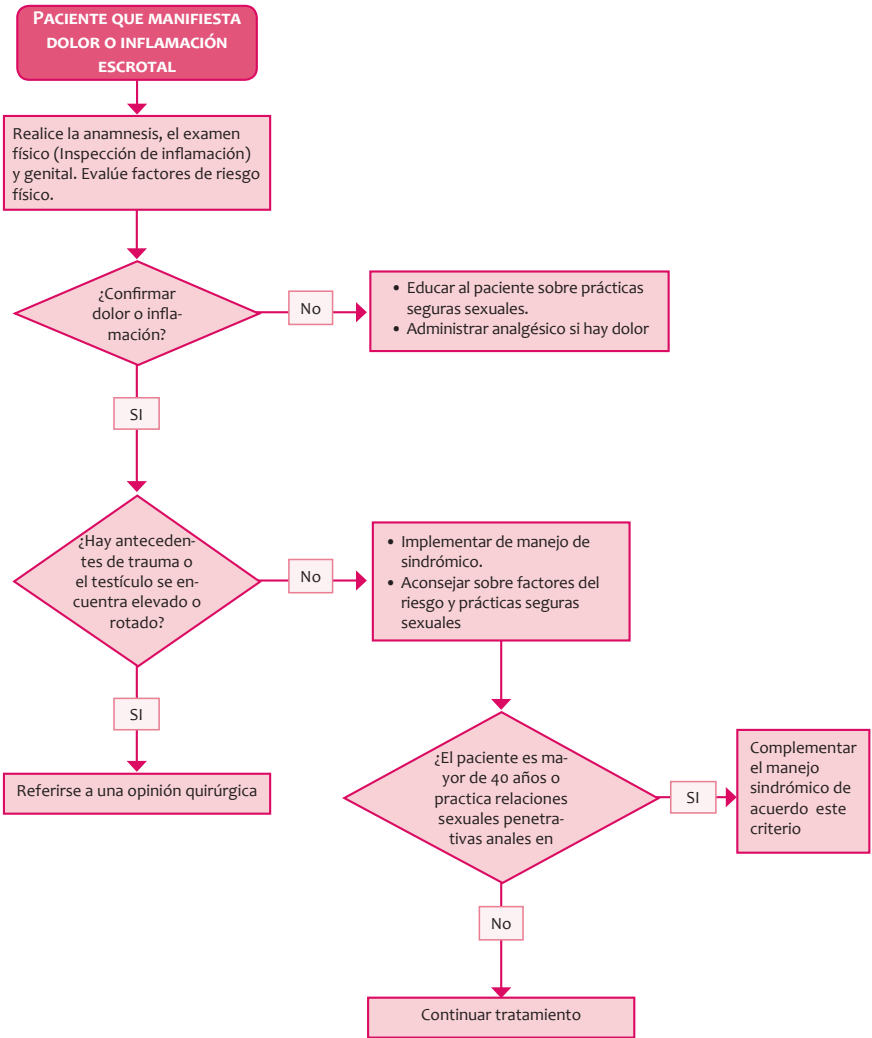 PACIENTE QUE MANIFIESTA
DOLOR O INFLAMACIÓN
ESCROTAL
Realice la anamnesis, el examen
físico (Inspección de inflamación)
y genital. Evalúe factores de riesgo
físico.
¿Confirmar
dolor o infla-
mación?
No
• Educar al paciente sobre prácticas
seguras sexuales.
• Administrar analgésico si hay dolor
SI
¿Hay anteceden-
tes de trauma o
el testículo se en-
cuentra elevado o
rotado?
No
• Implementar de manejo de
sindrómico.
• Aconsejar sobre factores del
riesgo y prácticas seguras
sexuales
SI
Referirse a una opinión quirúrgica
¿El paciente es ma-
yor de 40 años o
practica relaciones
sexuales penetra-
tivas anales en
SI
Complementar
el manejo
sindrómico de
acuerdo este
criterio
No
Continuar tratamiento